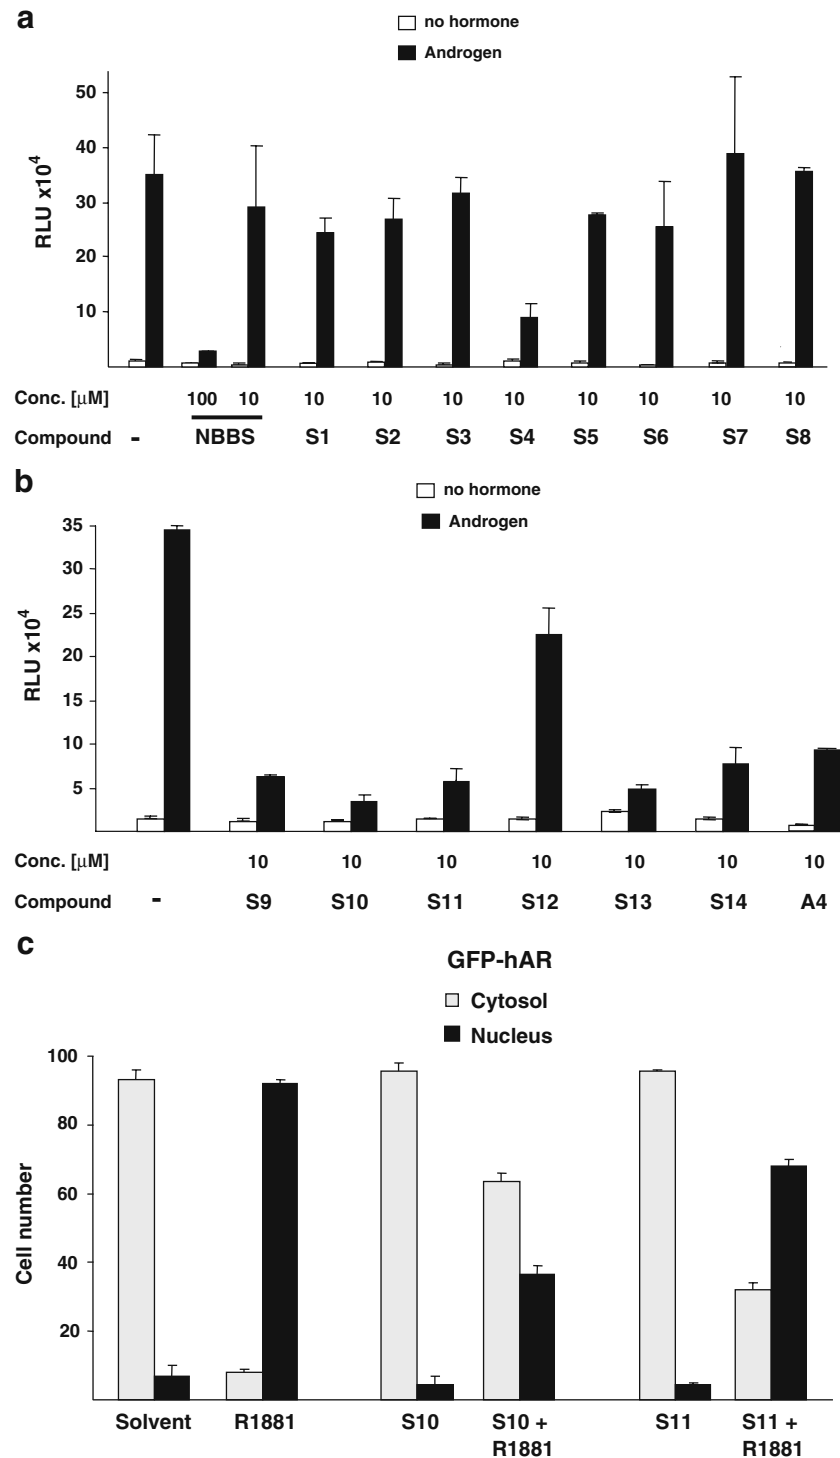 a
no hormone
Androgen
50
40
30
20
10
RLU x10⁴
Conc. [μM] 100 10 10 10 10 10 10 10 10 10
Compound - NBBS S1 S2 S3 S4 S5 S6 S7 S8
b
no hormone
Androgen
35
30
25
20
15
10
5
RLU x10⁴
Conc. [μM] 10 10 10 10 10 10 10
Compound - S9 S10 S11 S12 S13 S14 A4
c
GFP-hAR
Cytosol
Nucleus
100
80
60
40
20
Cell number
Solvent R1881 S10 S10 + S11 S11 +
R1881 R1881